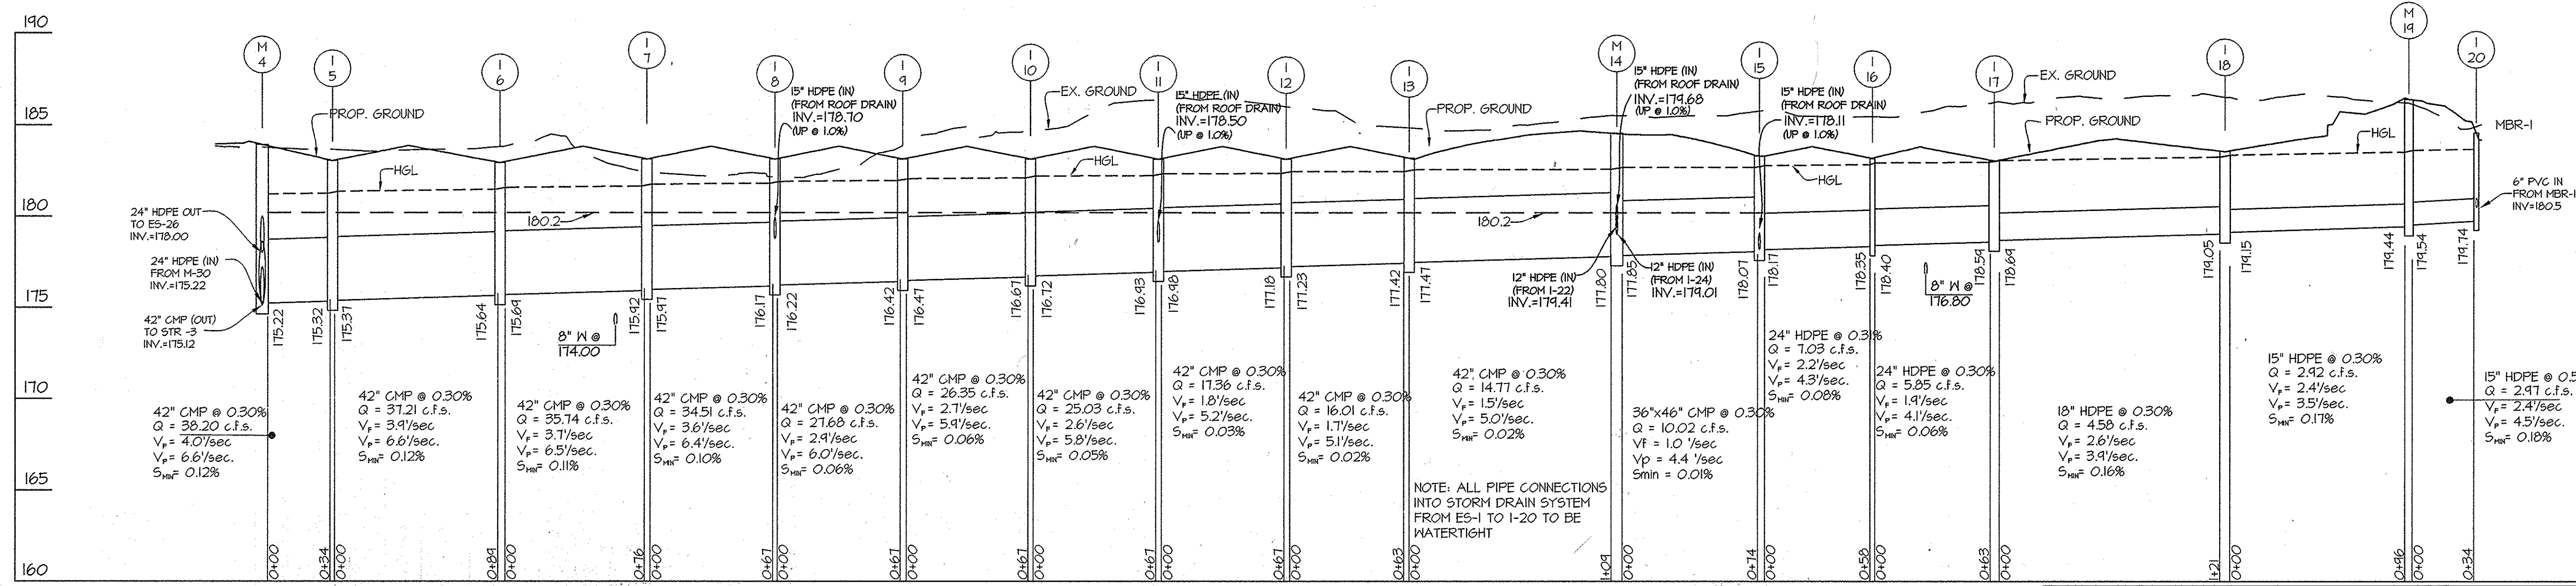 190
185
180
175
170
165
160
M
4
I
5
I
6
I
7
I
8
I
9
I
10
I
11
I
12
I
13
M
14
I
15
I
16
I
17
I
18
M
19
I
20
PROP. GROUND
HGL
15" HDPE (IN)
(FROM ROOF DRAIN)
INV.=178.70
(UP @ 1.0%)
EX. GROUND
HGL
15" HDPE (IN)
(FROM ROOF DRAIN)
INV.=178.50
(UP @ 1.0%)
PROP. GROUND
15" HDPE (IN)
(FROM ROOF DRAIN)
INV.=179.68
(UP @ 1.0%)
15" HDPE (IN)
(FROM ROOF DRAIN)
INV.=178.11
(UP @ 1.0%)
HGL
EX. GROUND
PROP. GROUND
HGL
MBR-1
6" PVC IN
FROM MBR-1
INV=180.5
24" HDPE OUT
TO ES-26
INV.=178.00
24" HDPE (IN)
FROM M-30
INV.=175.22
42" CMP (OUT)
TO STR -3
INV.=175.12
180.2
180.2
12" HDPE (IN)
(FROM I-22)
INV.=179.41
12" HDPE (IN)
(FROM I-24)
INV.=179.01
8" W @
174.00
8" W @
176.80
175.22
175.32
175.37
175.64
175.69
175.92
175.97
176.17
176.22
176.42
176.47
176.67
176.72
176.93
176.98
177.18
177.23
177.42
177.47
177.80
177.85
178.07
178.17
178.35
178.40
178.59
178.69
179.05
179.15
179.44
179.54
179.74
42" CMP @ 0.30%
Q = 38.20 c.f.s.
VF= 4.0'/sec
VP= 6.6'/sec.
SMIN= 0.12%
42" CMP @ 0.30%
Q = 37.21 c.f.s.
VF= 3.9'/sec
VP= 6.6'/sec.
SMIN= 0.12%
42" CMP @ 0.30%
Q = 35.74 c.f.s.
VF= 3.7'/sec
VP= 6.5'/sec.
SMIN= 0.11%
42" CMP @ 0.30%
Q = 34.51 c.f.s.
VF= 3.6'/sec
VP= 6.4'/sec.
SMIN= 0.10%
42" CMP @ 0.30%
Q = 27.68 c.f.s.
VF= 2.9'/sec
VP= 6.0'/sec.
SMIN= 0.06%
42" CMP @ 0.30%
Q = 26.35 c.f.s.
VF= 2.7'/sec
VP= 5.9'/sec.
SMIN= 0.06%
42" CMP @ 0.30%
Q = 25.03 c.f.s.
VF= 2.6'/sec
VP= 5.8'/sec.
SMIN= 0.05%
42" CMP @ 0.30%
Q = 17.36 c.f.s.
VF= 1.8'/sec
VP= 5.2'/sec.
SMIN= 0.03%
42" CMP @ 0.30%
Q = 16.01 c.f.s.
VF= 1.7'/sec
VP= 5.1'/sec.
SMIN= 0.02%
42" CMP @ 0.30%
Q = 14.77 c.f.s.
VF= 1.5'/sec
VP= 5.0'/sec.
SMIN= 0.02%
36"x46" CMP @ 0.30%
Q = 10.02 c.f.s.
Vf = 1.0 '/sec
Vp = 4.4 '/sec
Smin = 0.01%
24" HDPE @ 0.31%
Q = 7.03 c.f.s.
VF= 2.2'/sec
VP= 4.3'/sec.
SMIN= 0.08%
24" HDPE @ 0.30%
Q = 5.85 c.f.s.
VF= 1.9'/sec
VP= 4.1'/sec.
SMIN= 0.06%
18" HDPE @ 0.30%
Q = 4.58 c.f.s.
VF= 2.6'/sec
VP= 3.9'/sec.
SMIN= 0.16%
15" HDPE @ 0.30%
Q = 2.92 c.f.s.
VF= 2.4'/sec
VP= 3.5'/sec.
SMIN= 0.17%
15" HDPE @
Q = 2.97 c.f.s.
VF= 2.4'/sec
VP= 4.5'/sec.
SMIN= 0.18%
NOTE: ALL PIPE CONNECTIONS
INTO STORM DRAIN SYSTEM
FROM ES-1 TO I-20 TO BE
WATERTIGHT
0+00
0+34
0+00
0+89
0+00
0+76
0+00
0+67
0+00
0+67
0+00
0+67
0+00
0+67
0+00
0+67
0+00
0+63
0+00
1+09
0+00
0+74
0+00
0+58
0+00
0+63
0+00
1+21
0+00
0+96
0+00
0+34